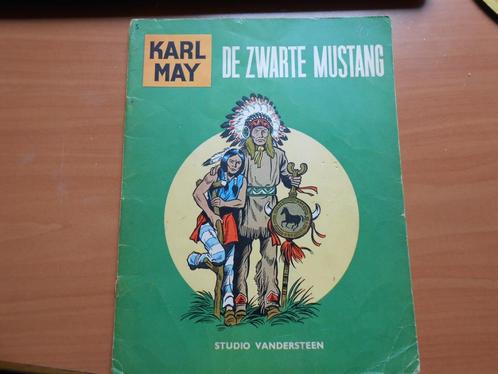 KARL
MAY
DE ZWARTE MUSTANG
STUDIO VANDERSTEEN